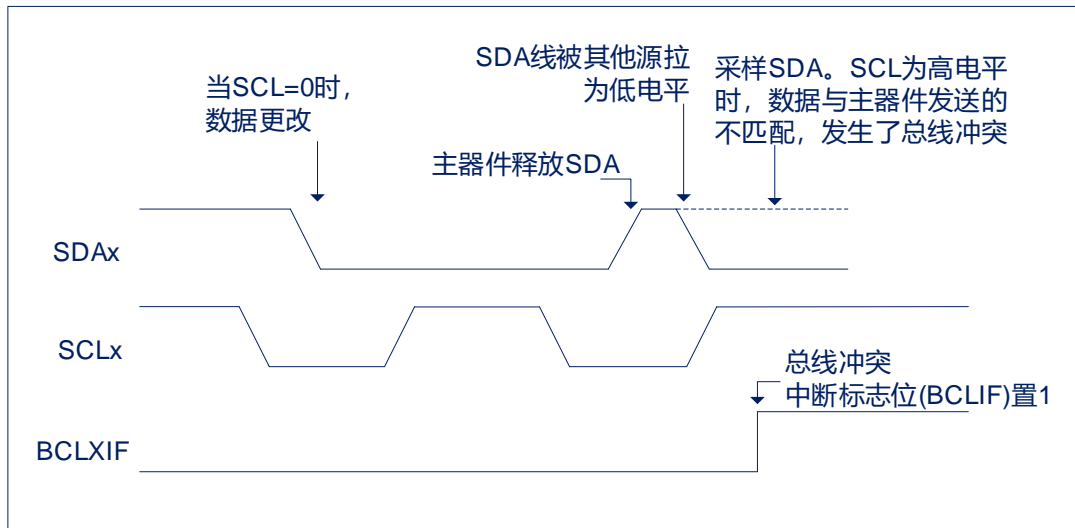 当SCL=0时，
数据更改
SDA线被其他源拉
为低电平
采样SDA。SCL为高电平
时，数据与主器件发送的
不匹配，发生了总线冲突
主器件释放SDA
SDAx
SCLx
总线冲突
中断标志位(BCLIF)置1
BCLXIF